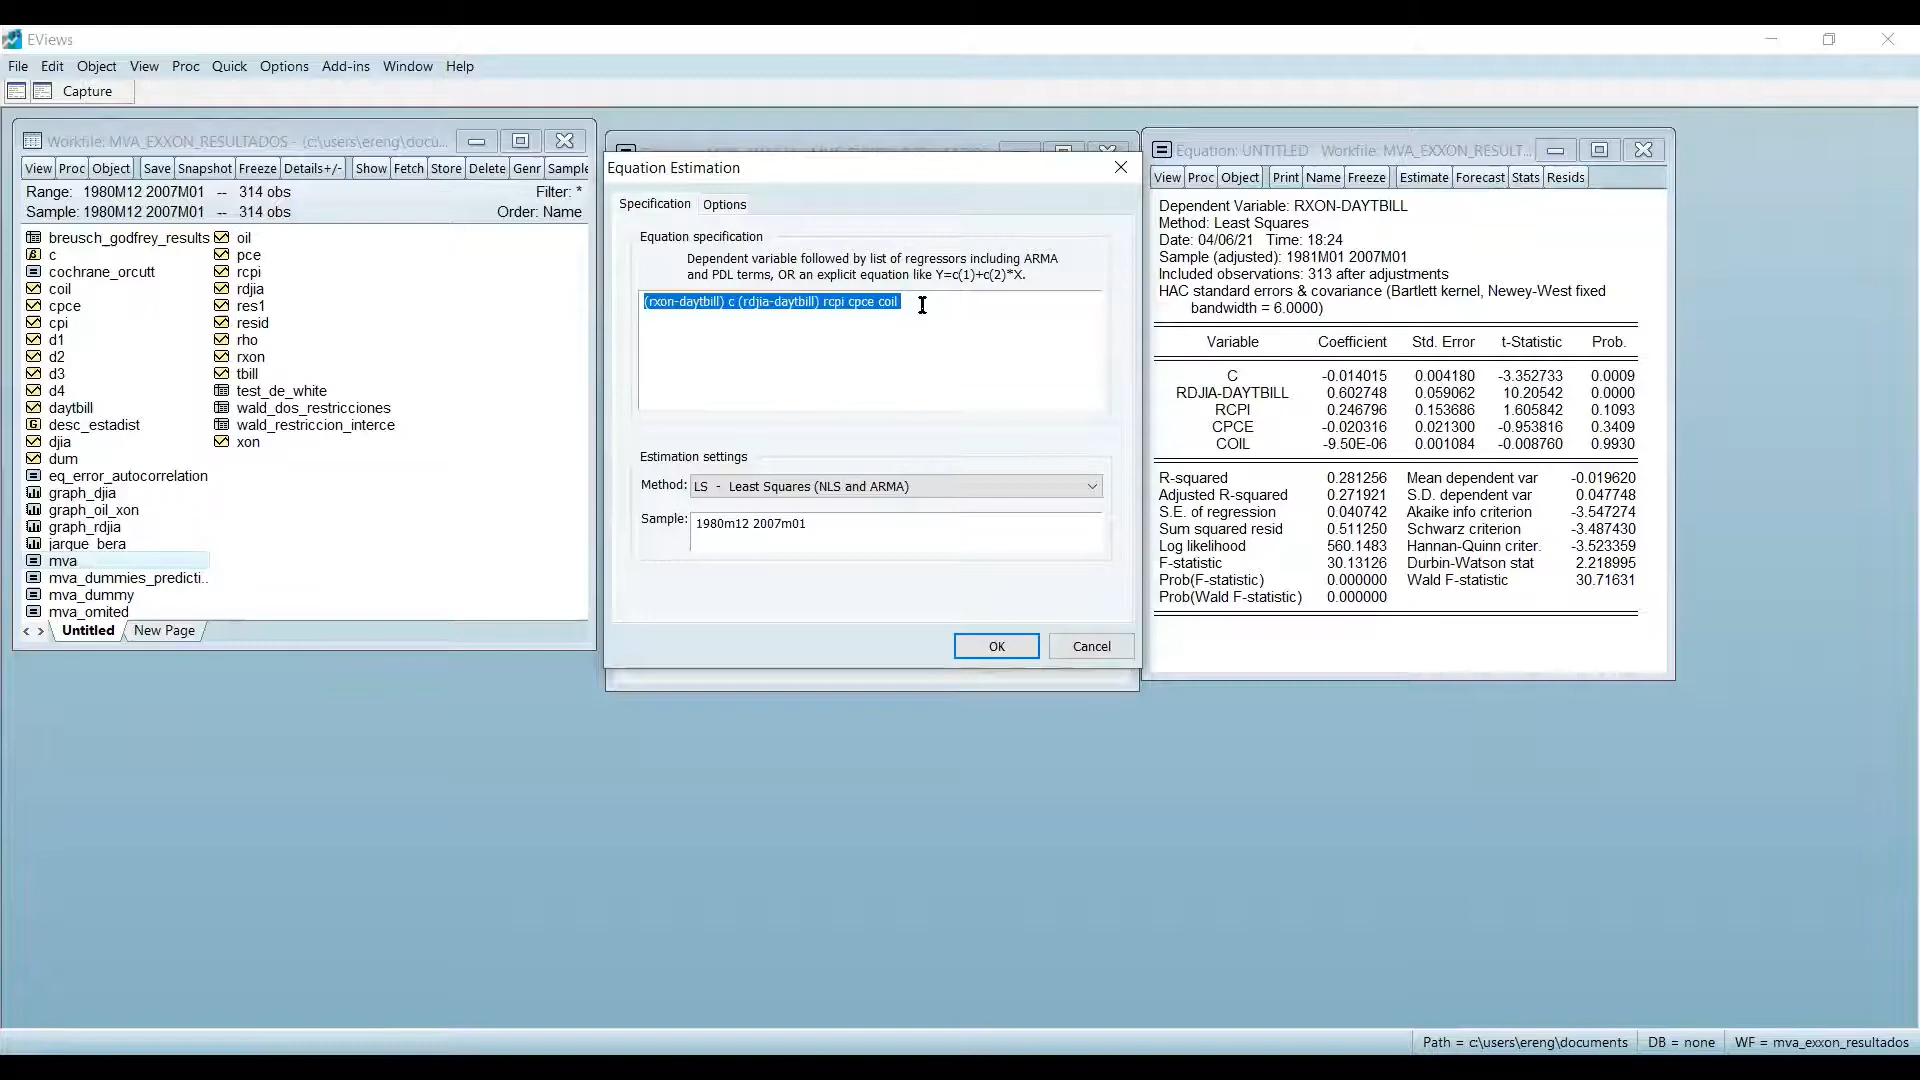 EViews
File Edit Object View Proc Quick Options Add-ins Window Help
Capture
Workfile: MVA_EXXON_RESULTADOS - (c:\users\ereng\docu...
View Proc Object Save Snapshot Freeze Details+/- Show Fetch Store Delete Genr Sample
Range: 1980M12 2007M01 -- 314 obs Filter: *
Sample: 1980M12 2007M01 -- 314 obs Order: Name
breusch_godfrey_results
c
cochrane_orcutt
coil
cpce
cpi
d1
d2
d3
d4
daytbill
desc_estadist
djia
dum
eq_error_autocorrelation
graph_djia
graph_oil_xon
graph_rdjia
jarque_bera
mva
mva_dummies_predicti..
mva_dummy
mva_omited
oil
pce
rcpi
rdjia
res1
resid
rho
rxon
tbill
test_de_white
wald_dos_restricciones
wald_restriccion_interce
xon
Untitled New Page
Equation Estimation
Specification Options
Equation specification
Dependent variable followed by list of regressors including ARMA
and PDL terms, OR an explicit equation like Y=c(1)+c(2)*X.
(rxon-daytbill) c (rdjia-daytbill) rcpi cpce coil
Estimation settings
Method: LS - Least Squares (NLS and ARMA)
Sample: 1980m12 2007m01
OK Cancel
Equation: UNTITLED Workfile: MVA_EXXON_RESULT...
View Proc Object Print Name Freeze Estimate Forecast Stats Resids
Dependent Variable: RXON-DAYTBILL
Method: Least Squares
Date: 04/06/21 Time: 18:24
Sample (adjusted): 1981M01 2007M01
Included observations: 313 after adjustments
HAC standard errors & covariance (Bartlett kernel, Newey-West fixed
bandwidth = 6.0000)
Variable Coefficient Std. Error t-Statistic Prob.
C -0.014015 0.004180 -3.352733 0.0009
RDJIA-DAYTBILL 0.602748 0.059062 10.20542 0.0000
RCPI 0.246796 0.153686 1.605842 0.1093
CPCE -0.020316 0.021300 -0.953816 0.3409
COIL -9.50E-06 0.001084 -0.008760 0.9930
R-squared 0.281256 Mean dependent var -0.019620
Adjusted R-squared 0.271921 S.D. dependent var 0.047748
S.E. of regression 0.040742 Akaike info criterion -3.547274
Sum squared resid 0.511250 Schwarz criterion -3.487430
Log likelihood 560.1483 Hannan-Quinn criter. -3.523359
F-statistic 30.13126 Durbin-Watson stat 2.218995
Prob(F-statistic) 0.000000 Wald F-statistic 30.71631
Prob(Wald F-statistic) 0.000000
Path = c:\users\ereng\documents DB = none WF = mva_exxon_resultados